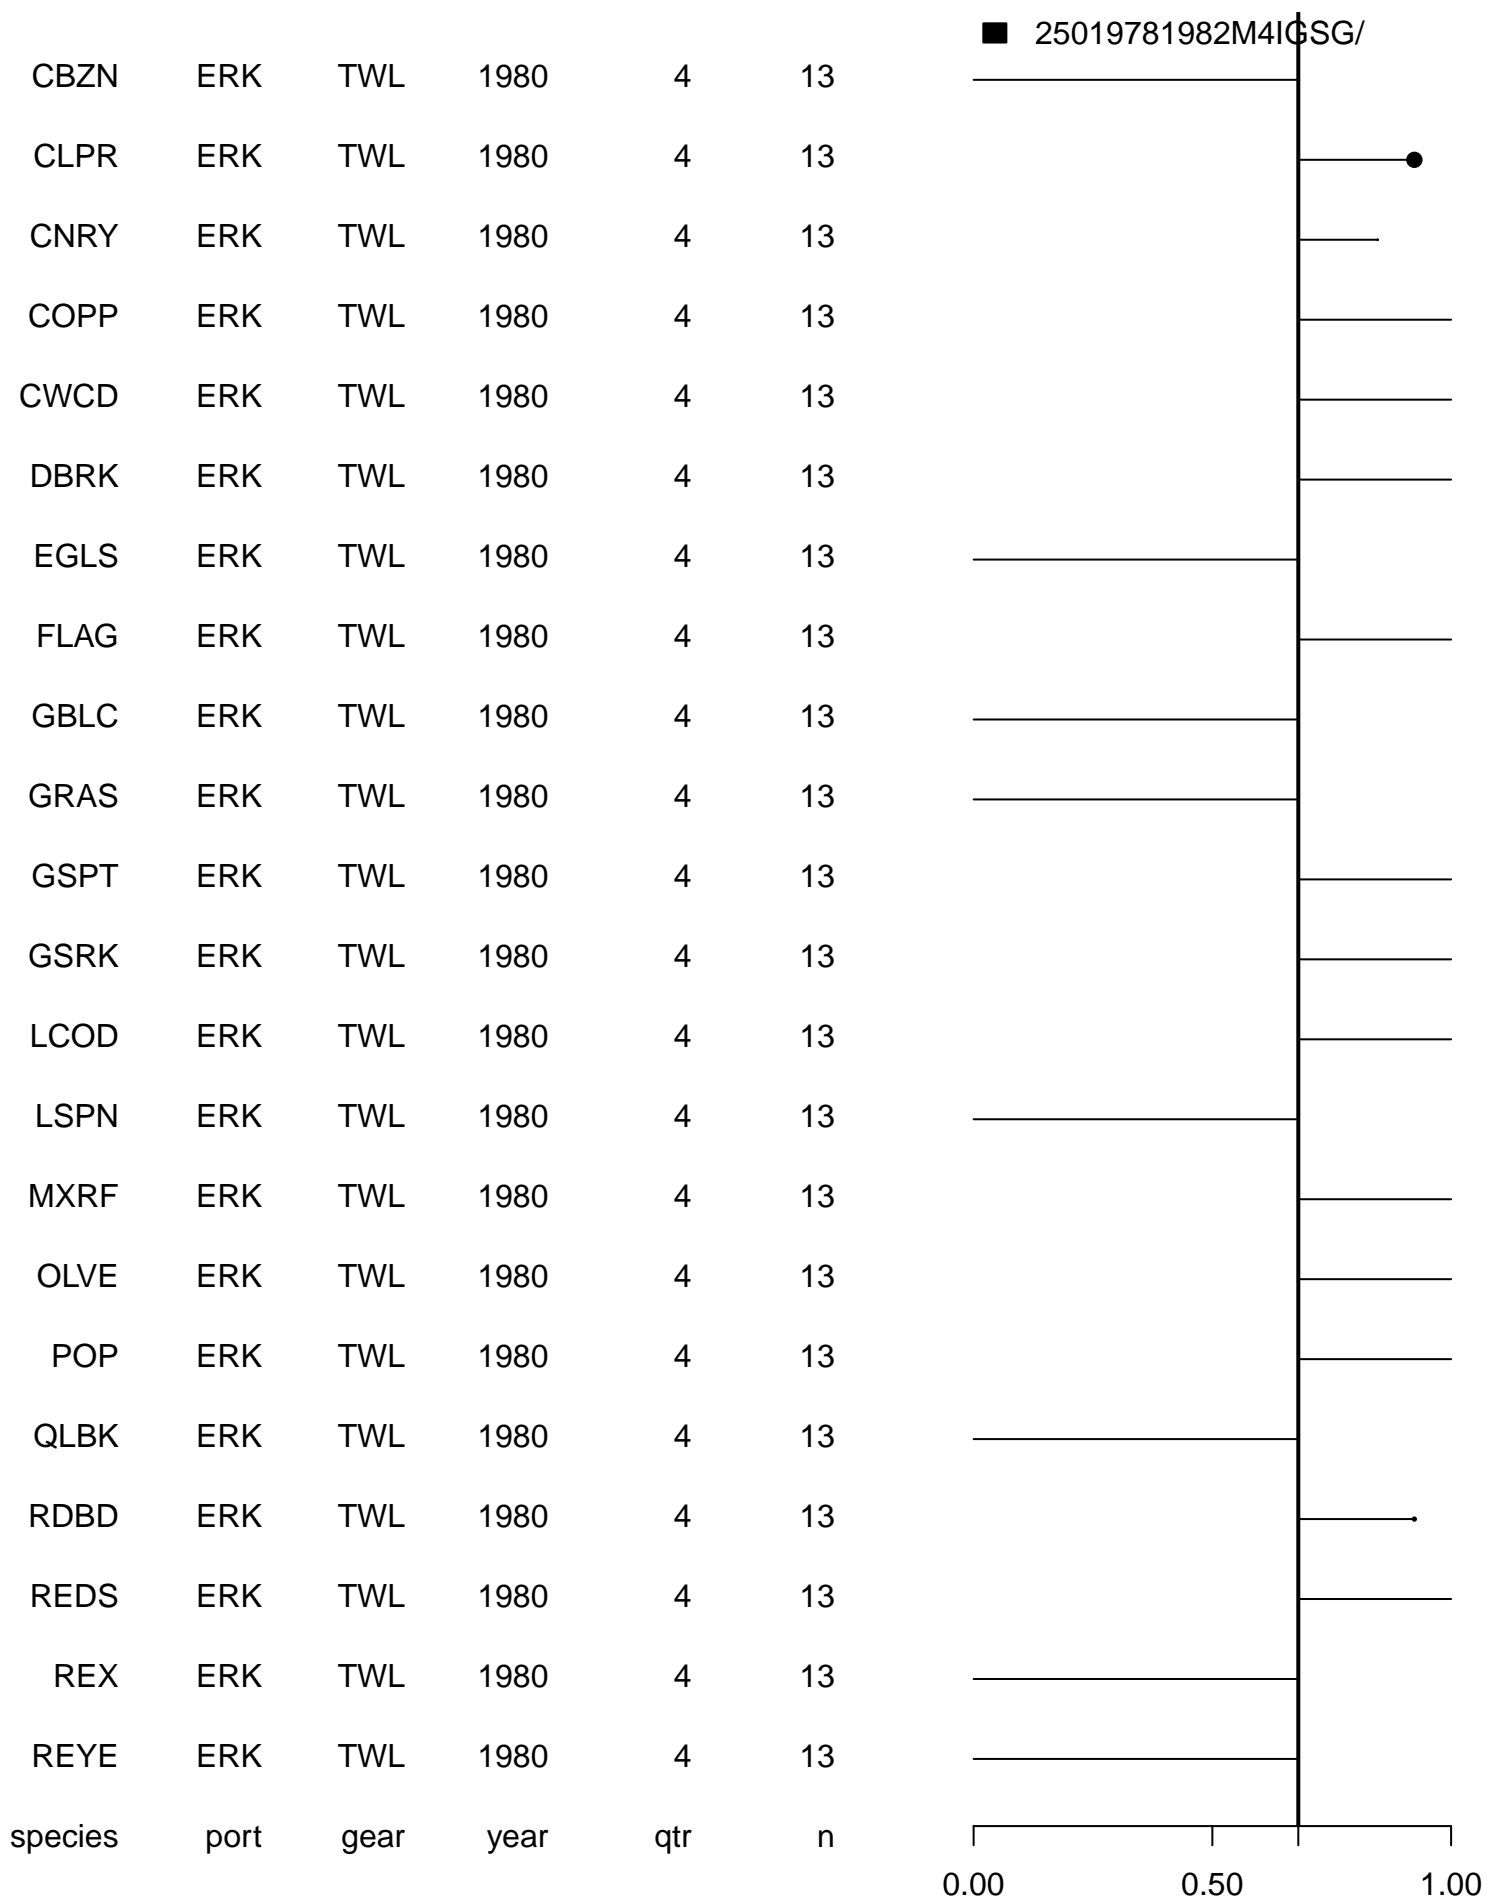 25019781982M4IGSG/
CBZN ERK TWL 1980 4 13
CLPR ERK TWL 1980 4 13
CNRY ERK TWL 1980 4 13
COPP ERK TWL 1980 4 13
CWCD ERK TWL 1980 4 13
DBRK ERK TWL 1980 4 13
EGLS ERK TWL 1980 4 13
FLAG ERK TWL 1980 4 13
GBLC ERK TWL 1980 4 13
GRAS ERK TWL 1980 4 13
GSPT ERK TWL 1980 4 13
GSRK ERK TWL 1980 4 13
LCOD ERK TWL 1980 4 13
LSPN ERK TWL 1980 4 13
MXRF ERK TWL 1980 4 13
OLVE ERK TWL 1980 4 13
POP ERK TWL 1980 4 13
QLBK ERK TWL 1980 4 13
RDBD ERK TWL 1980 4 13
REDS ERK TWL 1980 4 13
REX ERK TWL 1980 4 13
REYE ERK TWL 1980 4 13
species port gear year qtr n
0.00 0.50 1.00